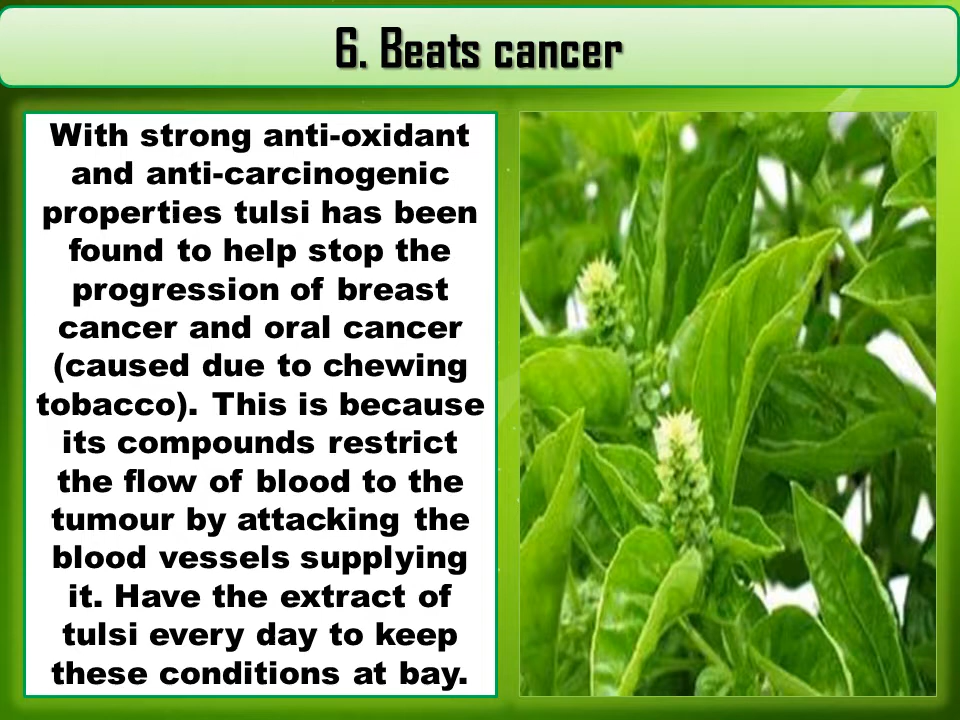 6. Beats cancer
With strong anti-oxidant
and anti-carcinogenic
properties tulsi has been
found to help stop the
progression of breast
cancer and oral cancer
(caused due to chewing
tobacco). This is because
its compounds restrict
the flow of blood to the
tumour by attacking the
blood vessels supplying
it. Have the extract of
tulsi every day to keep
these conditions at bay.